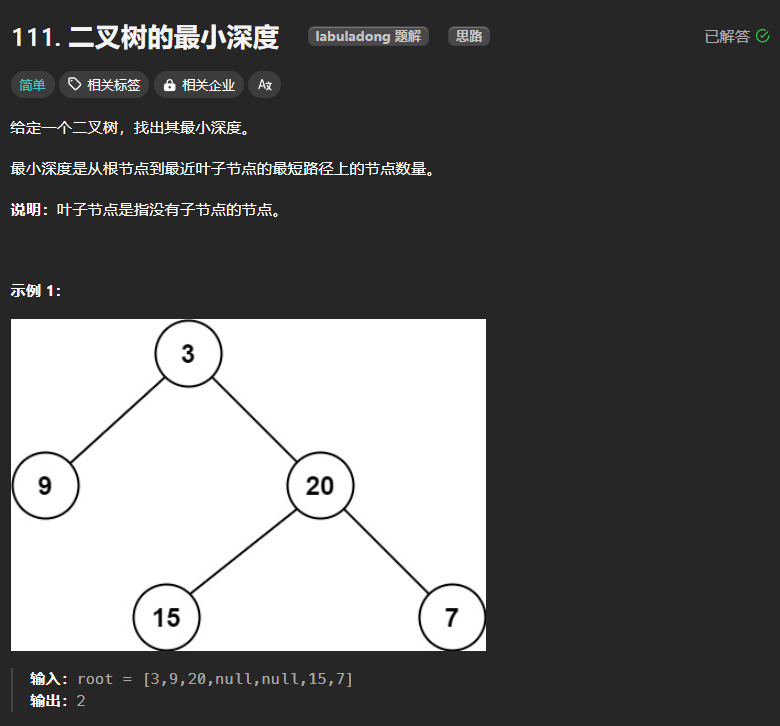 111. 二叉树的最小深度 labuladong 题解 思路 已解答
简单 相关标签 相关企业 Aあ
给定一个二叉树，找出其最小深度。
最小深度是从根节点到最近叶子节点的最短路径上的节点数量。
说明：叶子节点是指没有子节点的节点。
示例 1：
3
9 20
15 7
输入：root = [3,9,20,null,null,15,7]
输出：2